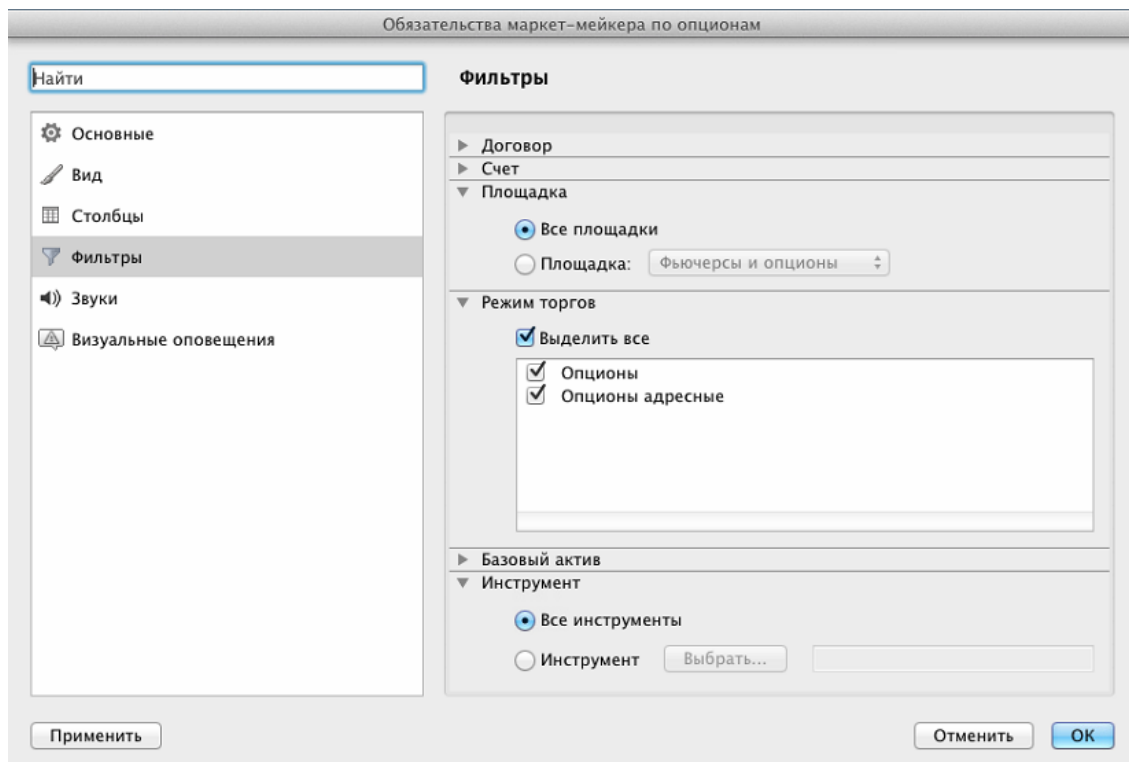 Обязательства маркет-мейкера по опционам
Найти
Основные
Вид
Столбцы
Фильтры
Звуки
Визуальные оповещения
Фильтры
Договор
Счет
Площадка
Все площадки
Площадка: Фьючерсы и опционы
Режим торгов
Выделить все
Опционы
Опционы адресные
Базовый актив
Инструмент
Все инструменты
Инструмент Выбрать...
Применить
Отменить OK